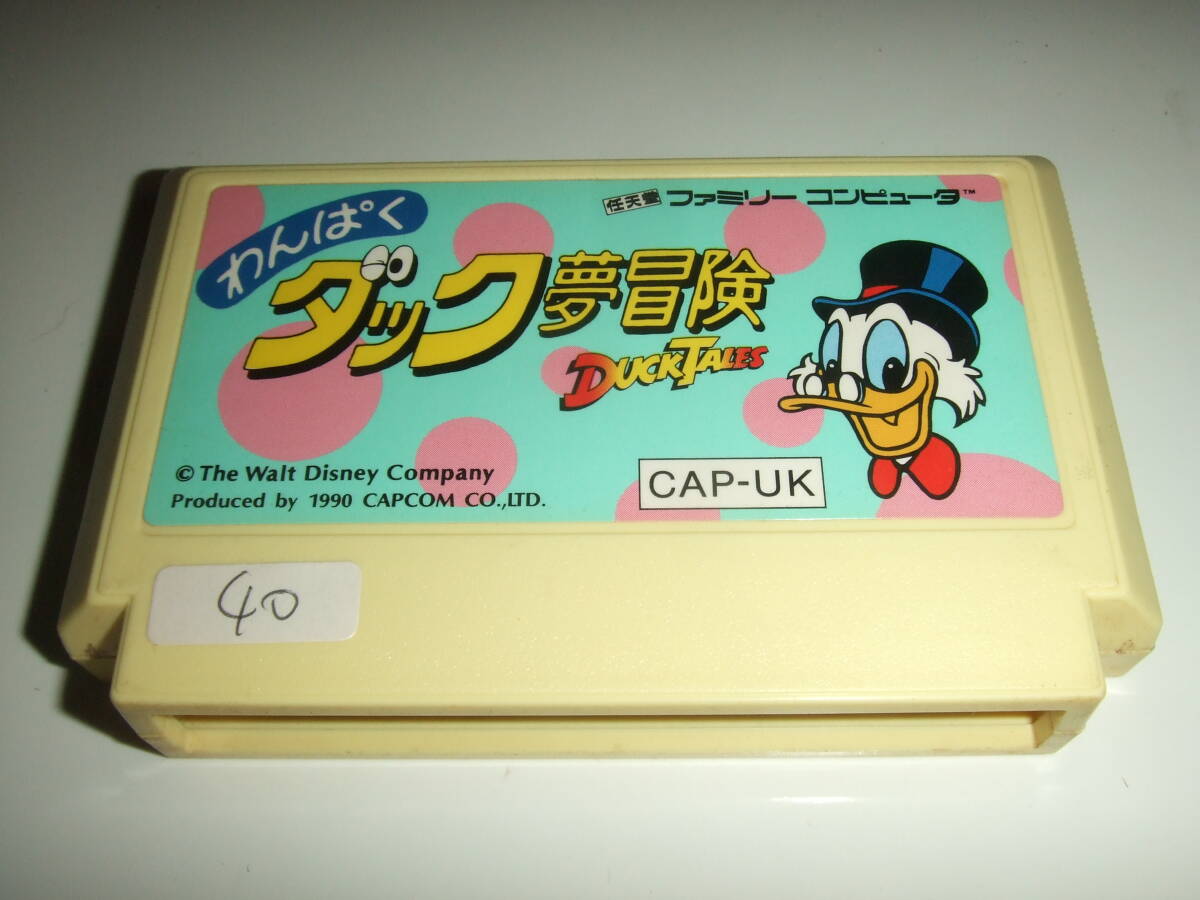 任天堂 ファミリー コンピュータ™
わんぱく
ダック夢冒険
DUCKTALES
© The Walt Disney Company
Produced by 1990 CAPCOM CO.,LTD.
CAP-UK
40